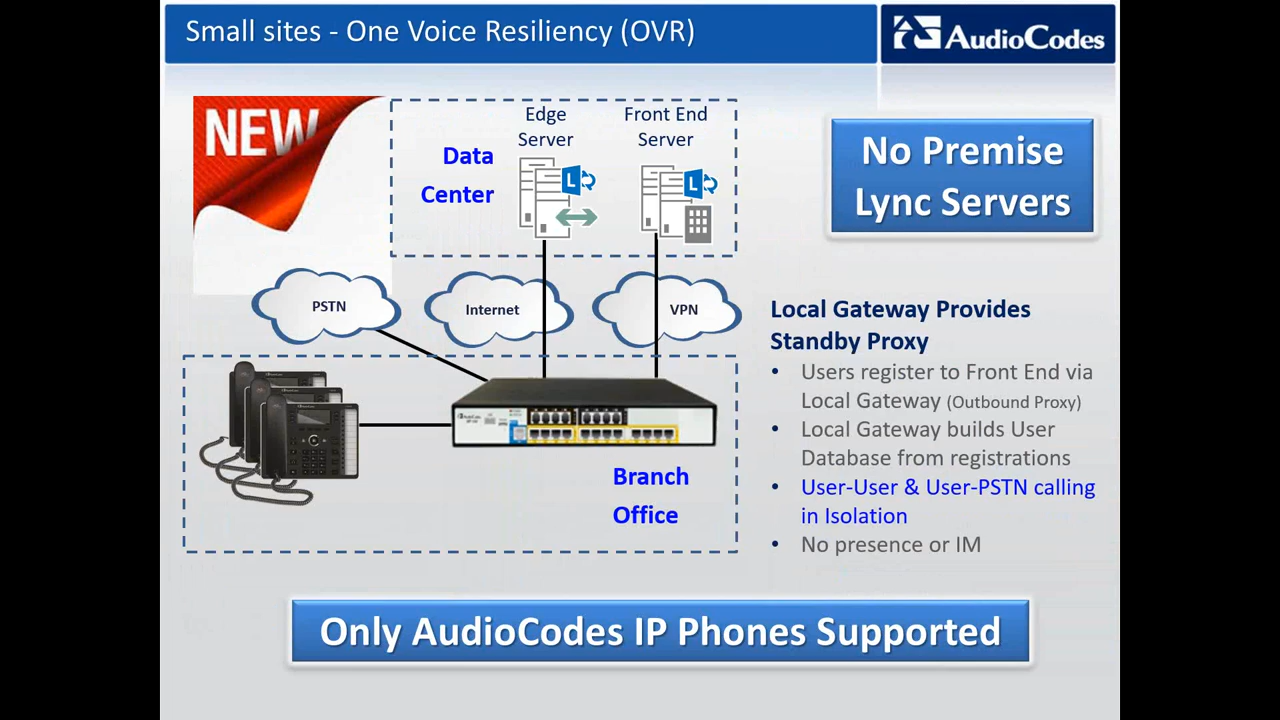 Small sites - One Voice Resiliency (OVR)
AudioCodes
NEW
Data
Center
Edge
Server
Front End
Server
No Premise
Lync Servers
PSTN
Internet
VPN
Local Gateway Provides
Standby Proxy
• Users register to Front End via
Local Gateway (Outbound Proxy)
• Local Gateway builds User
Database from registrations
• User-User & User-PSTN calling
in Isolation
• No presence or IM
AudioCodes
Branch
Office
Only AudioCodes IP Phones Supported